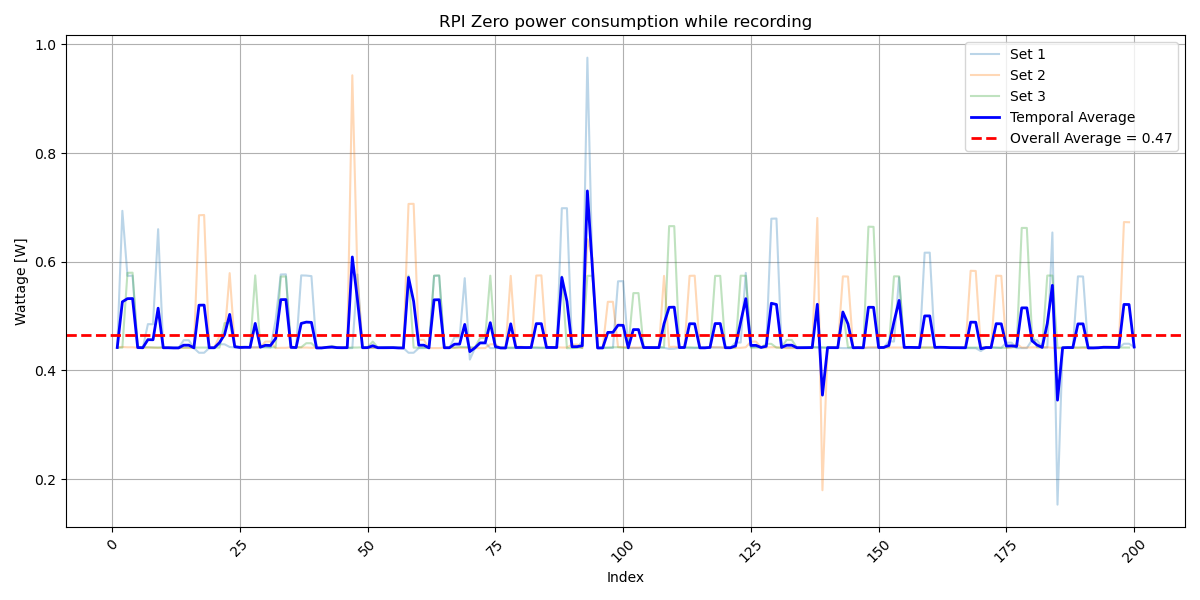 RPI Zero power consumption while recording
Set 1
Set 2
Set 3
Temporal Average
Overall Average = 0.47
Wattage [W]
1.0
0.8
0.6
0.4
0.2
0
25
50
75
100
125
150
175
200
Index